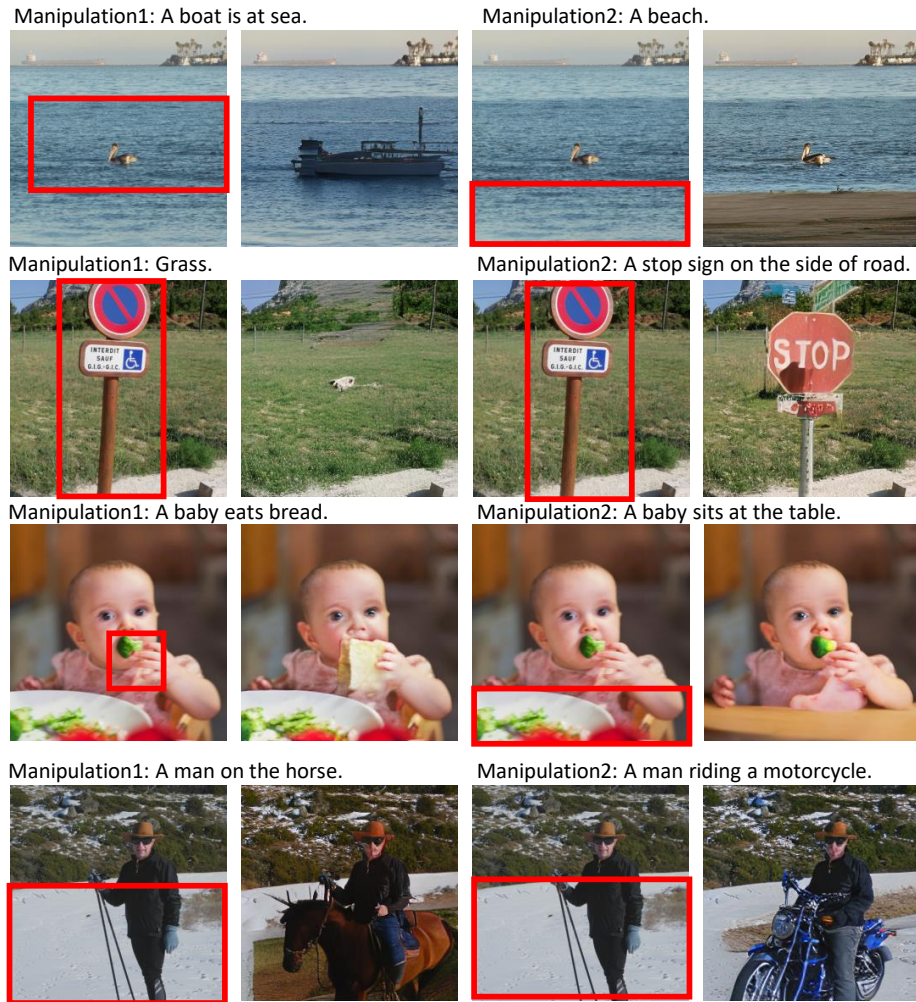 Manipulation1: A boat is at sea.
Manipulation2: A beach.
Manipulation1: Grass.
Manipulation2: A stop sign on the side of road.
INTERDIT
SAUF
G.I.G.-G.I.C.
INTERDIT
SAUF
G.I.G.-G.I.C.
STOP
Manipulation1: A baby eats bread.
Manipulation2: A baby sits at the table.
Manipulation1: A man on the horse.
Manipulation2: A man riding a motorcycle.